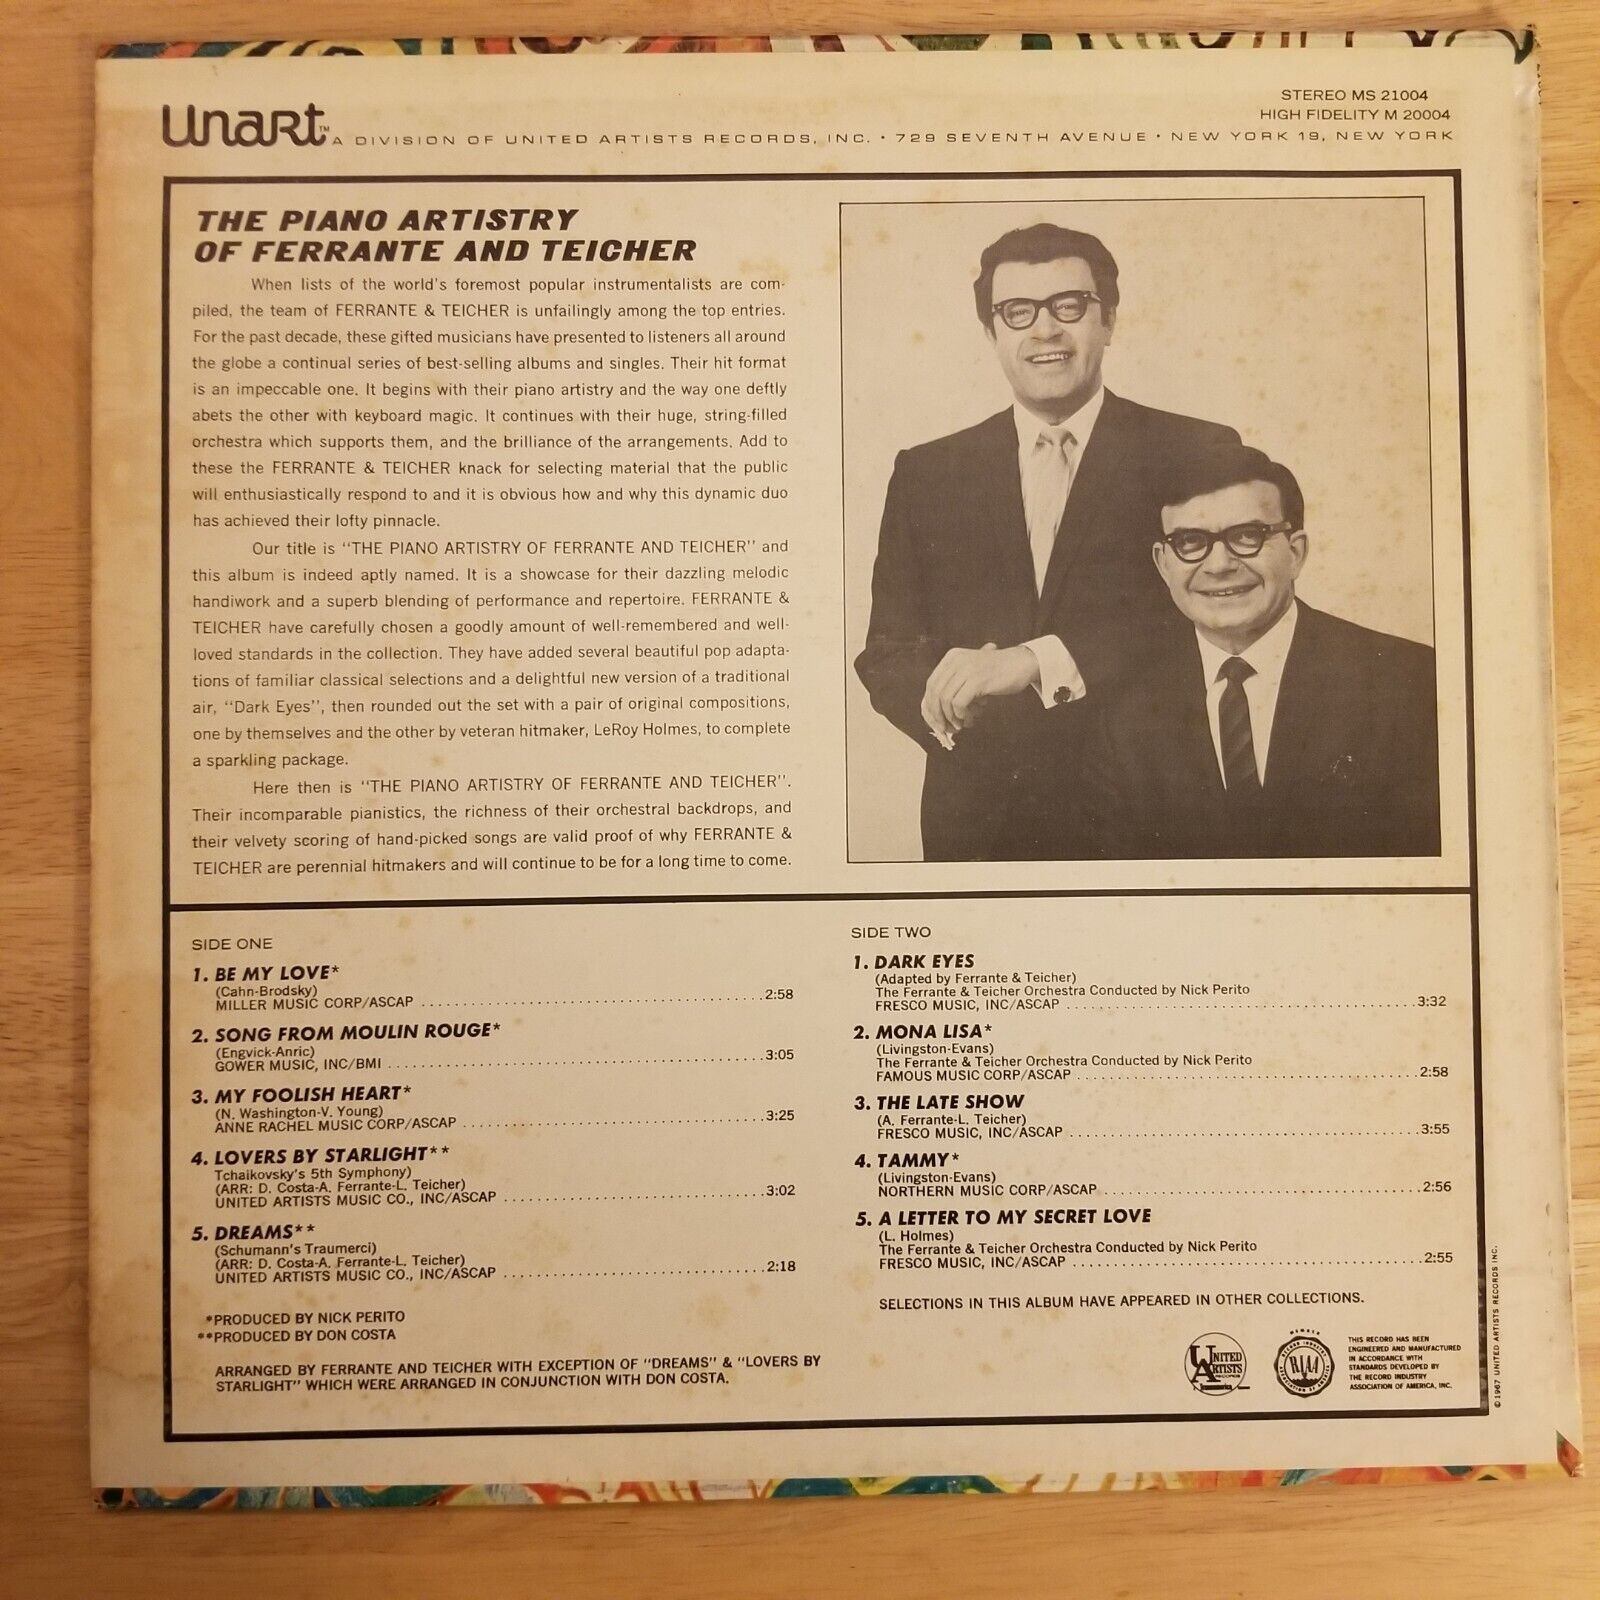 Unart™ A DIVISION OF UNITED ARTISTS RECORDS, INC. • 729 SEVENTH AVENUE • NEW YORK 19, NEW YORK
STEREO MS 21004
HIGH FIDELITY M 20004
THE PIANO ARTISTRY
OF FERRANTE AND TEICHER
When lists of the world's foremost popular instrumentalists are com-
piled, the team of FERRANTE & TEICHER is unfailingly among the top entries.
For the past decade, these gifted musicians have presented to listeners all around
the globe a continual series of best-selling albums and singles. Their hit format
is an impeccable one. It begins with their piano artistry and the way one deftly
abets the other with keyboard magic. It continues with their huge, string-filled
orchestra which supports them, and the brilliance of the arrangements. Add to
these the FERRANTE & TEICHER knack for selecting material that the public
will enthusiastically respond to and it is obvious how and why this dynamic duo
has achieved their lofty pinnacle.
Our title is "THE PIANO ARTISTRY OF FERRANTE AND TEICHER" and
this album is indeed aptly named. It is a showcase for their dazzling melodic
handiwork and a superb blending of performance and repertoire. FERRANTE &
TEICHER have carefully chosen a goodly amount of well-remembered and well-
loved standards in the collection. They have added several beautiful pop adapta-
tions of familiar classical selections and a delightful new version of a traditional
air, "Dark Eyes", then rounded out the set with a pair of original compositions,
one by themselves and the other by veteran hitmaker, LeRoy Holmes, to complete
a sparkling package.
Here then is "THE PIANO ARTISTRY OF FERRANTE AND TEICHER".
Their incomparable pianistics, the richness of their orchestral backdrops, and
their velvety scoring of hand-picked songs are valid proof of why FERRANTE &
TEICHER are perennial hitmakers and will continue to be for a long time to come.
SIDE ONE
1. BE MY LOVE*
(Cahn-Brodsky)
MILLER MUSIC CORP/ASCAP ........ 2:58
2. SONG FROM MOULIN ROUGE*
(Engvick-Anric)
GOWER MUSIC, INC/BMI ........ 3:05
3. MY FOOLISH HEART*
(N. Washington-V. Young)
ANNE RACHEL MUSIC CORP/ASCAP ........ 3:25
4. LOVERS BY STARLIGHT**
Tchaikovsky's 5th Symphony)
(ARR: D. Costa-A. Ferrante-L. Teicher)
UNITED ARTISTS MUSIC CO., INC/ASCAP ........ 3:02
5. DREAMS**
(Schumann's Traumerci)
(ARR: D. Costa-A. Ferrante-L. Teicher)
UNITED ARTISTS MUSIC CO., INC/ASCAP ........ 2:18
*PRODUCED BY NICK PERITO
**PRODUCED BY DON COSTA
ARRANGED BY FERRANTE AND TEICHER WITH EXCEPTION OF "DREAMS" & "LOVERS BY
STARLIGHT" WHICH WERE ARRANGED IN CONJUNCTION WITH DON COSTA.
SIDE TWO
1. DARK EYES
(Adapted by Ferrante & Teicher)
The Ferrante & Teicher Orchestra Conducted by Nick Perito
FRESCO MUSIC, INC/ASCAP ........ 3:32
2. MONA LISA*
(Livingston-Evans)
The Ferrante & Teicher Orchestra Conducted by Nick Perito
FAMOUS MUSIC CORP/ASCAP ........ 2:58
3. THE LATE SHOW
(A. Ferrante-L. Teicher)
FRESCO MUSIC, INC/ASCAP ........ 3:55
4. TAMMY*
(Livingston-Evans)
NORTHERN MUSIC CORP/ASCAP ........ 2:56
5. A LETTER TO MY SECRET LOVE
(L. Holmes)
The Ferrante & Teicher Orchestra Conducted by Nick Perito
FRESCO MUSIC, INC/ASCAP ........ 2:55
SELECTIONS IN THIS ALBUM HAVE APPEARED IN OTHER COLLECTIONS.
UNITED
ARTISTS
RECORDS
RIAA
THIS RECORD HAS BEEN
ENGINEERED AND MANUFACTURED
IN ACCORDANCE WITH
STANDARDS DEVELOPED BY
THE RECORD INDUSTRY
ASSOCIATION OF AMERICA, INC.
©1967 UNITED ARTISTS RECORDS INC.